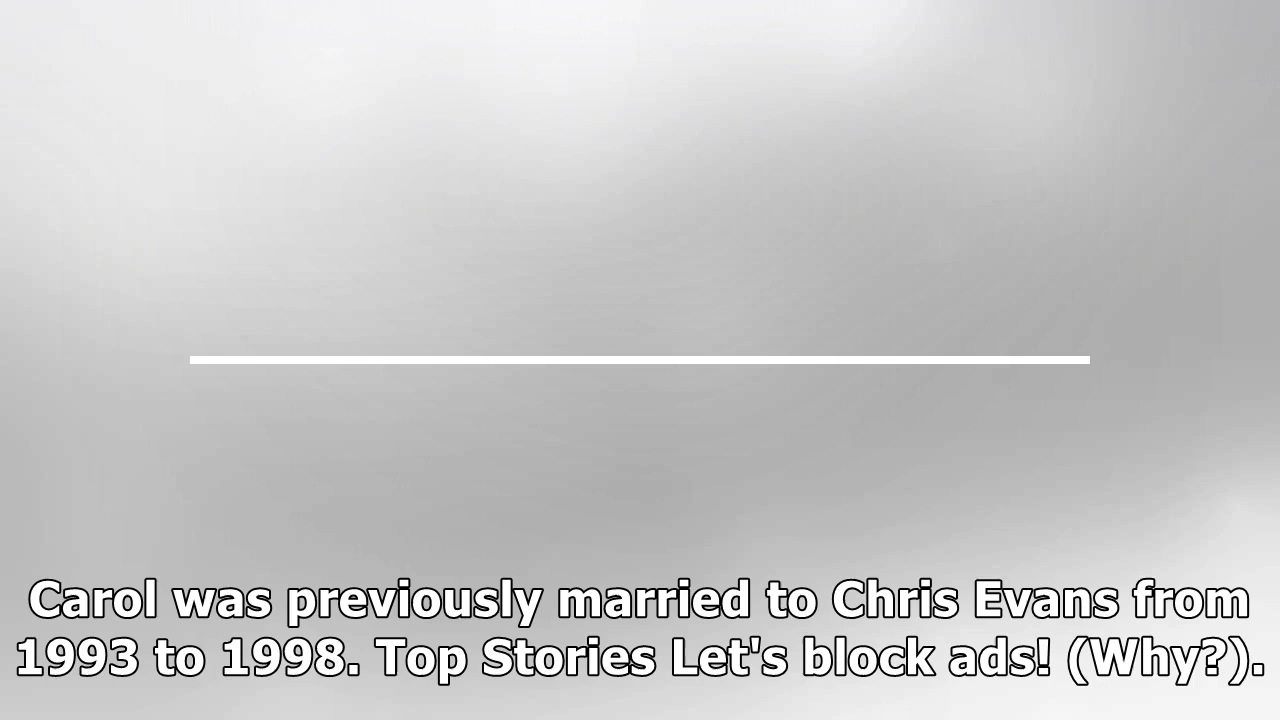 Carol was previously married to Chris Evans from
1993 to 1998. Top Stories Let's block ads! (Why?).